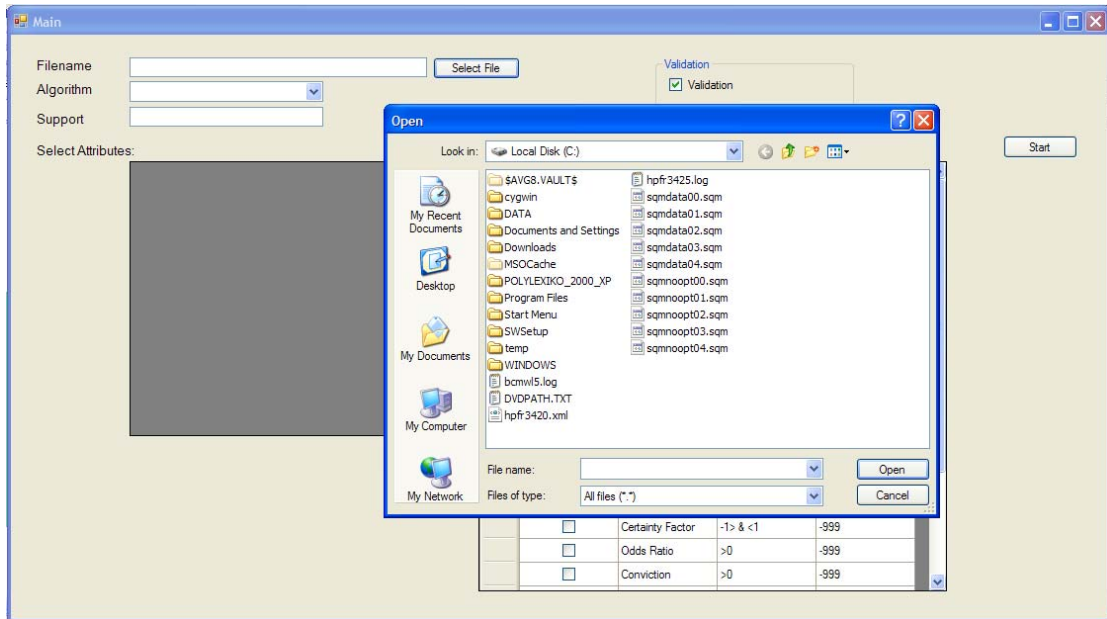 Main
Filename
Select File
Algorithm
Support
Select Attributes:
Validation
Validation
Start
Open
Look in:
Local Disk (C:)
My Recent Documents
Desktop
My Documents
My Computer
My Network
$AVG8.VAULT$
cygwin
DATA
Documents and Settings
Downloads
MSOCache
POLYLEXIKO_2000_XP
Program Files
Start Menu
SWSetup
temp
WINDOWS
bcmwl5.log
DVDPATH.TXT
hpfr3420.xml
hpfr3425.log
sqmdata00.sqm
sqmdata01.sqm
sqmdata02.sqm
sqmdata03.sqm
sqmdata04.sqm
sqmnoopt00.sqm
sqmnoopt01.sqm
sqmnoopt02.sqm
sqmnoopt03.sqm
sqmnoopt04.sqm
File name:
Open
Files of type:
All files (*.*)
Cancel
Certainty Factor -1> & <1 -999
Odds Ratio >0 -999
Conviction >0 -999